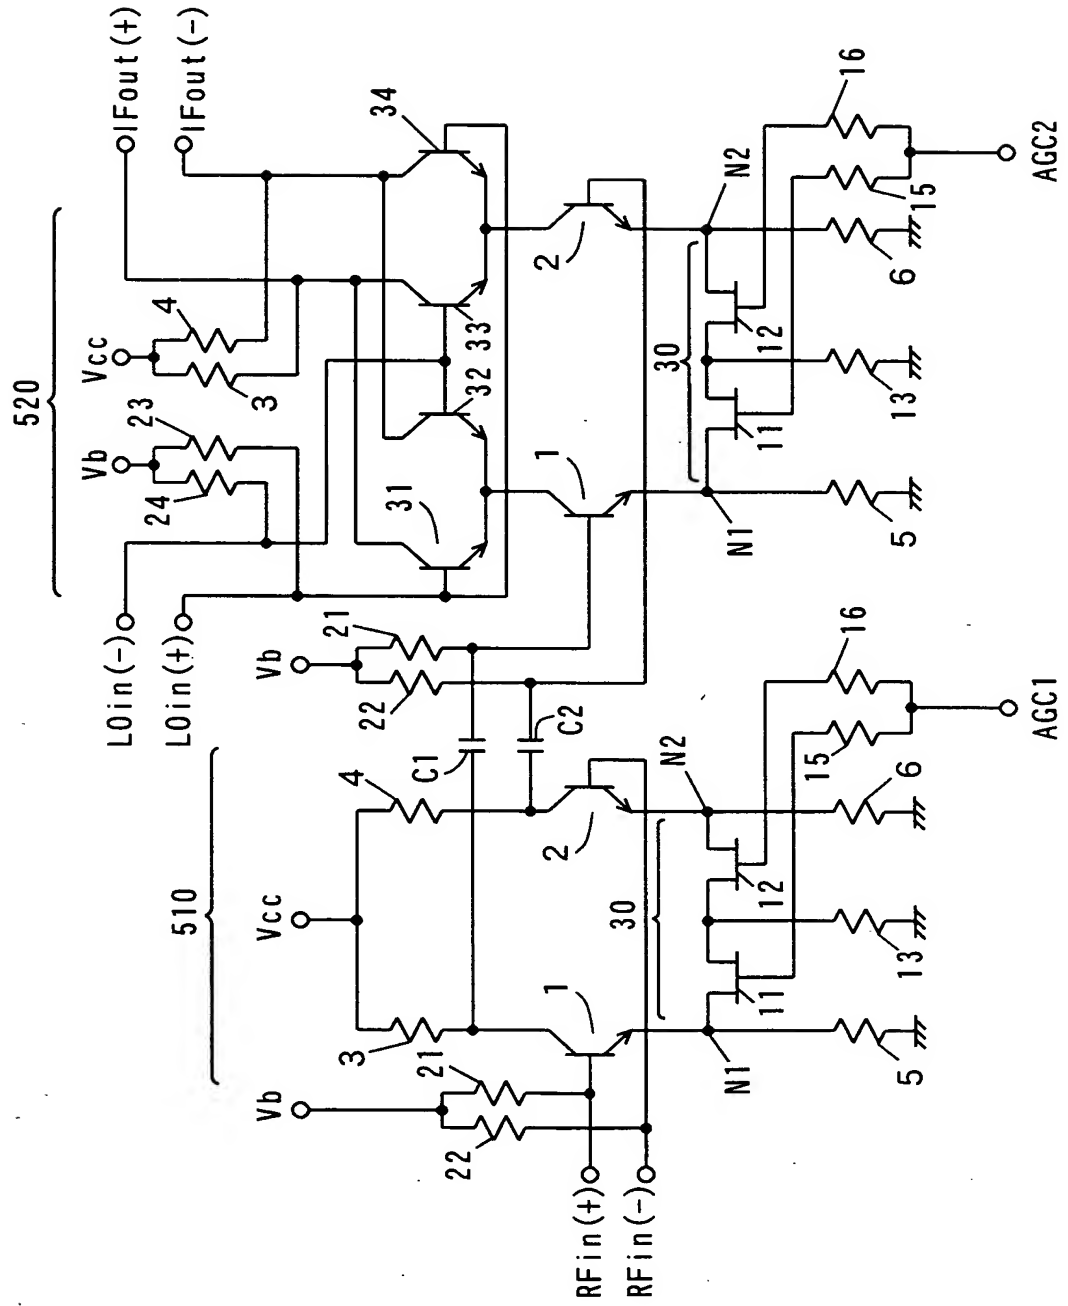 IFout(+)
IFout(-)
520
Vcc
4
3
Vb
23
24
LOin(-)
LOin(+)
34
33
32
31
2
1
N2
30
N1
12
11
16
15
6
13
5
AGC2
510
Vb
21
22
C1
C2
Vcc
4
3
Vb
21
22
2
1
N2
30
N1
12
11
16
15
6
13
5
AGC1
RFin(+)
RFin(-)